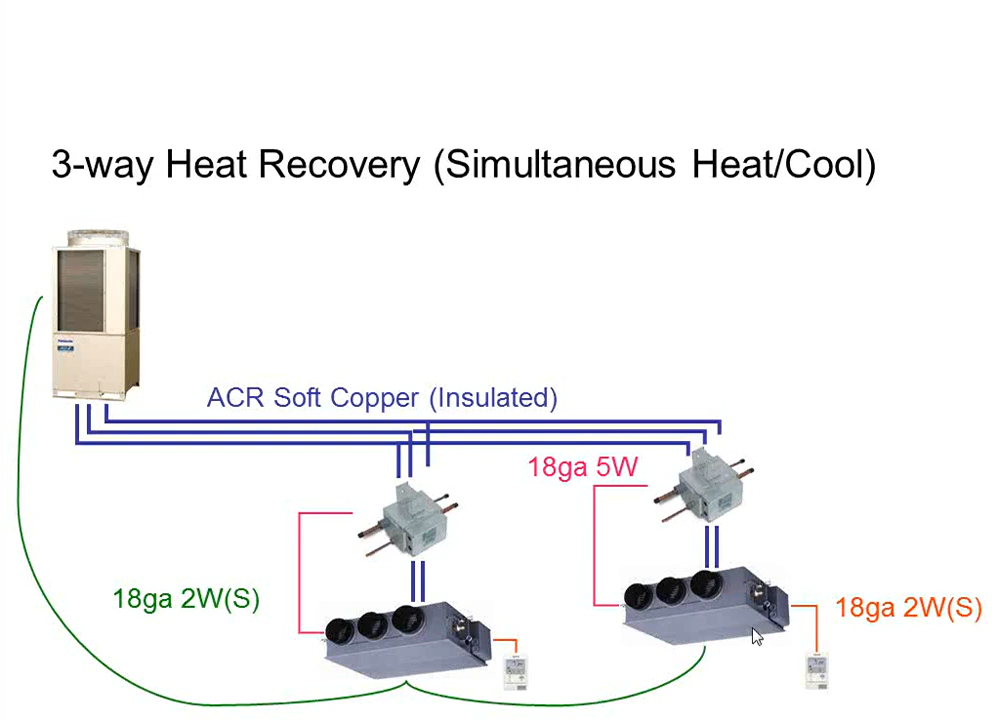 3-way Heat Recovery (Simultaneous Heat/Cool)
ACR Soft Copper (Insulated)
18ga 5W
18ga 2W(S)
18ga 2W(S)